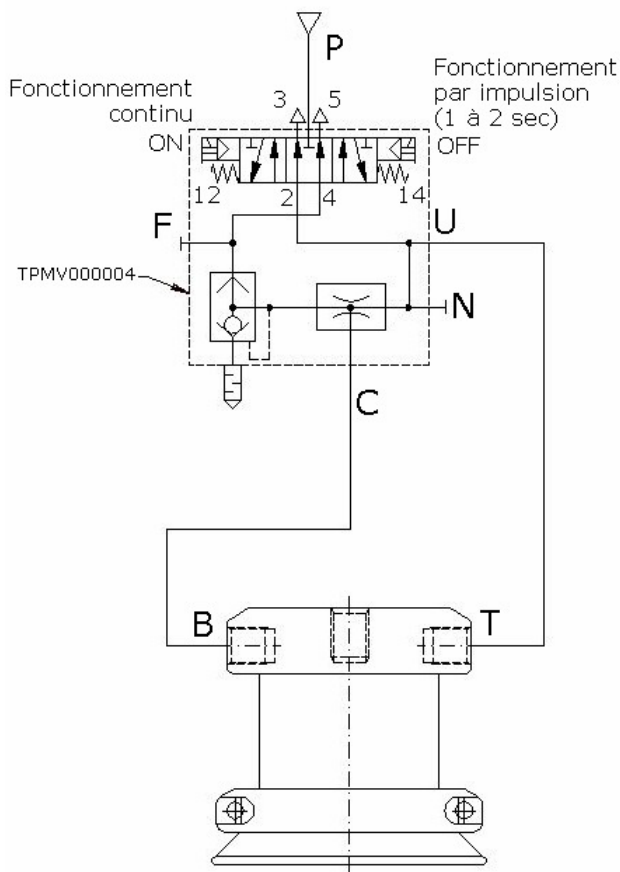 P
Fonctionnement
continu
ON
3 5
Fonctionnement
par impulsion
(1 à 2 sec)
OFF
12
2 4
14
F
U
TPMV000004
N
C
B
T